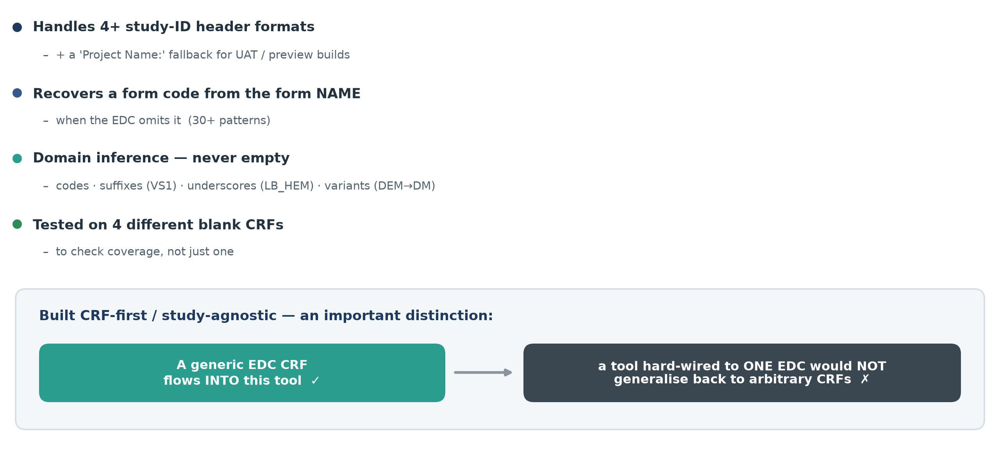 Handles 4+ study-ID header formats
– + a 'Project Name:' fallback for UAT / preview builds
Recovers a form code from the form NAME
– when the EDC omits it  (30+ patterns)
Domain inference — never empty
– codes · suffixes (VS1) · underscores (LB_HEM) · variants (DEM→DM)
Tested on 4 different blank CRFs
– to check coverage, not just one
Built CRF-first / study-agnostic — an important distinction:
A generic EDC CRF
flows INTO this tool ✓
a tool hard-wired to ONE EDC would NOT
generalise back to arbitrary CRFs ✗